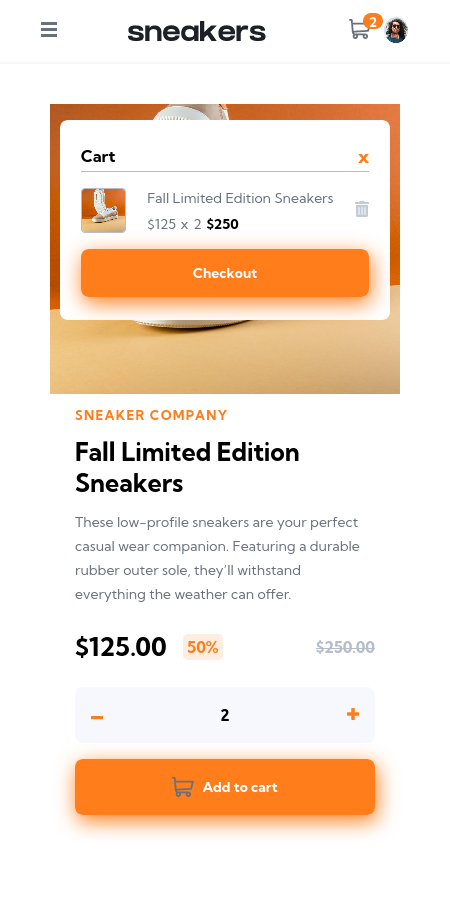 sneakers
2
Cart
x
Fall Limited Edition Sneakers
$125 x 2 $250
Checkout
SNEAKER COMPANY
Fall Limited Edition
Sneakers
These low-profile sneakers are your perfect
casual wear companion. Featuring a durable
rubber outer sole, they'll withstand
everything the weather can offer.
$125.00 50% $250.00
2
Add to cart